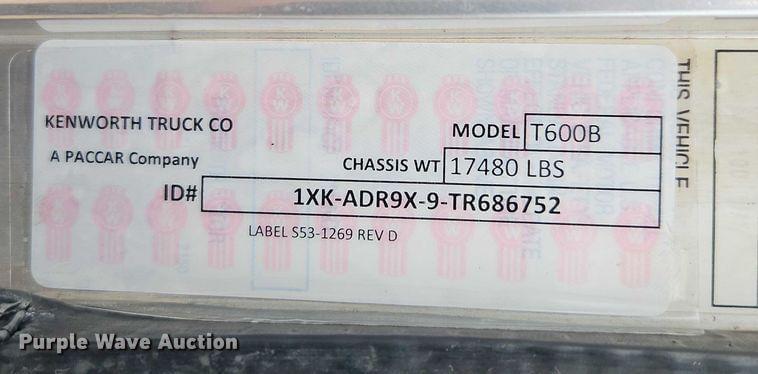 KENWORTH TRUCK CO
MODEL T600B
A PACCAR Company
CHASSIS WT 17480 LBS
ID# 1XK-ADR9X-9-TR686752
LABEL S53-1269 REV D
THIS VEHICLE
Purple Wave Auction